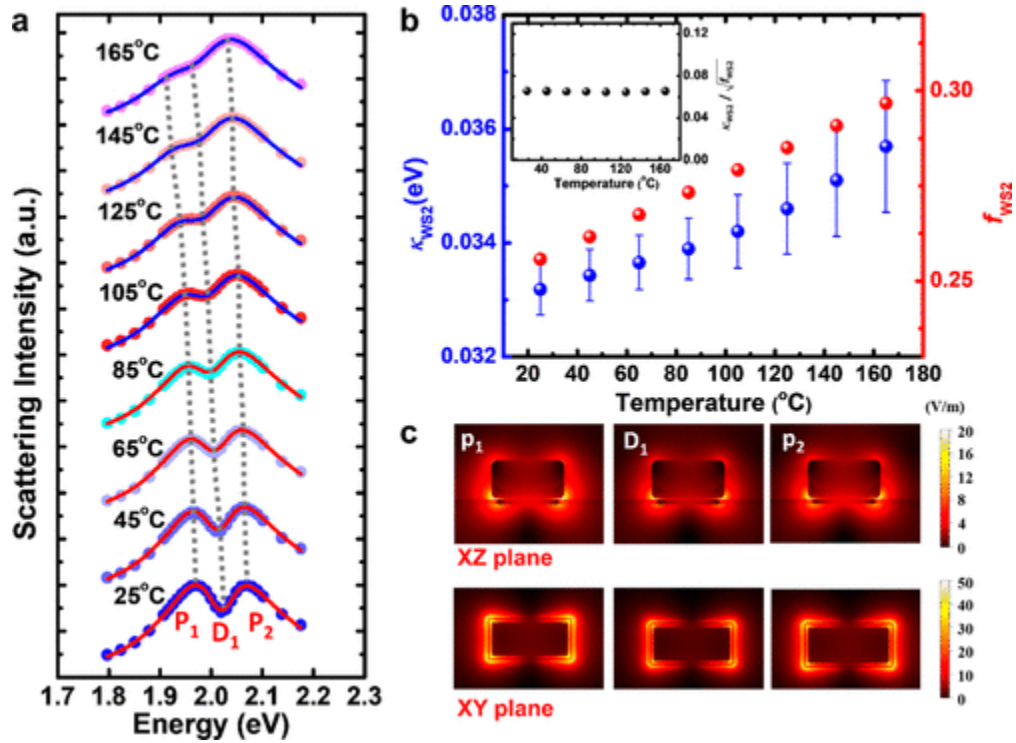 a
Scattering Intensity (a.u.)
165°C
145°C
125°C
105°C
85°C
65°C
45°C
25°C
P₁ D₁ P₂
1.7 1.8 1.9 2.0 2.1 2.2 2.3
Energy (eV)
b
κWS2(eV)
0.038
0.036
0.034
0.032
0.12
0.08
0.04
0.00
κWS2 / √fWS2
40 80 120 160
Temperature (°C)
0.30
0.25
fWS2
20 40 60 80 100 120 140 160 180
Temperature (°C)
c
(V/m)
p₁ D₁ p₂
20
16
12
8
4
0
XZ plane
50
40
30
20
10
0
XY plane